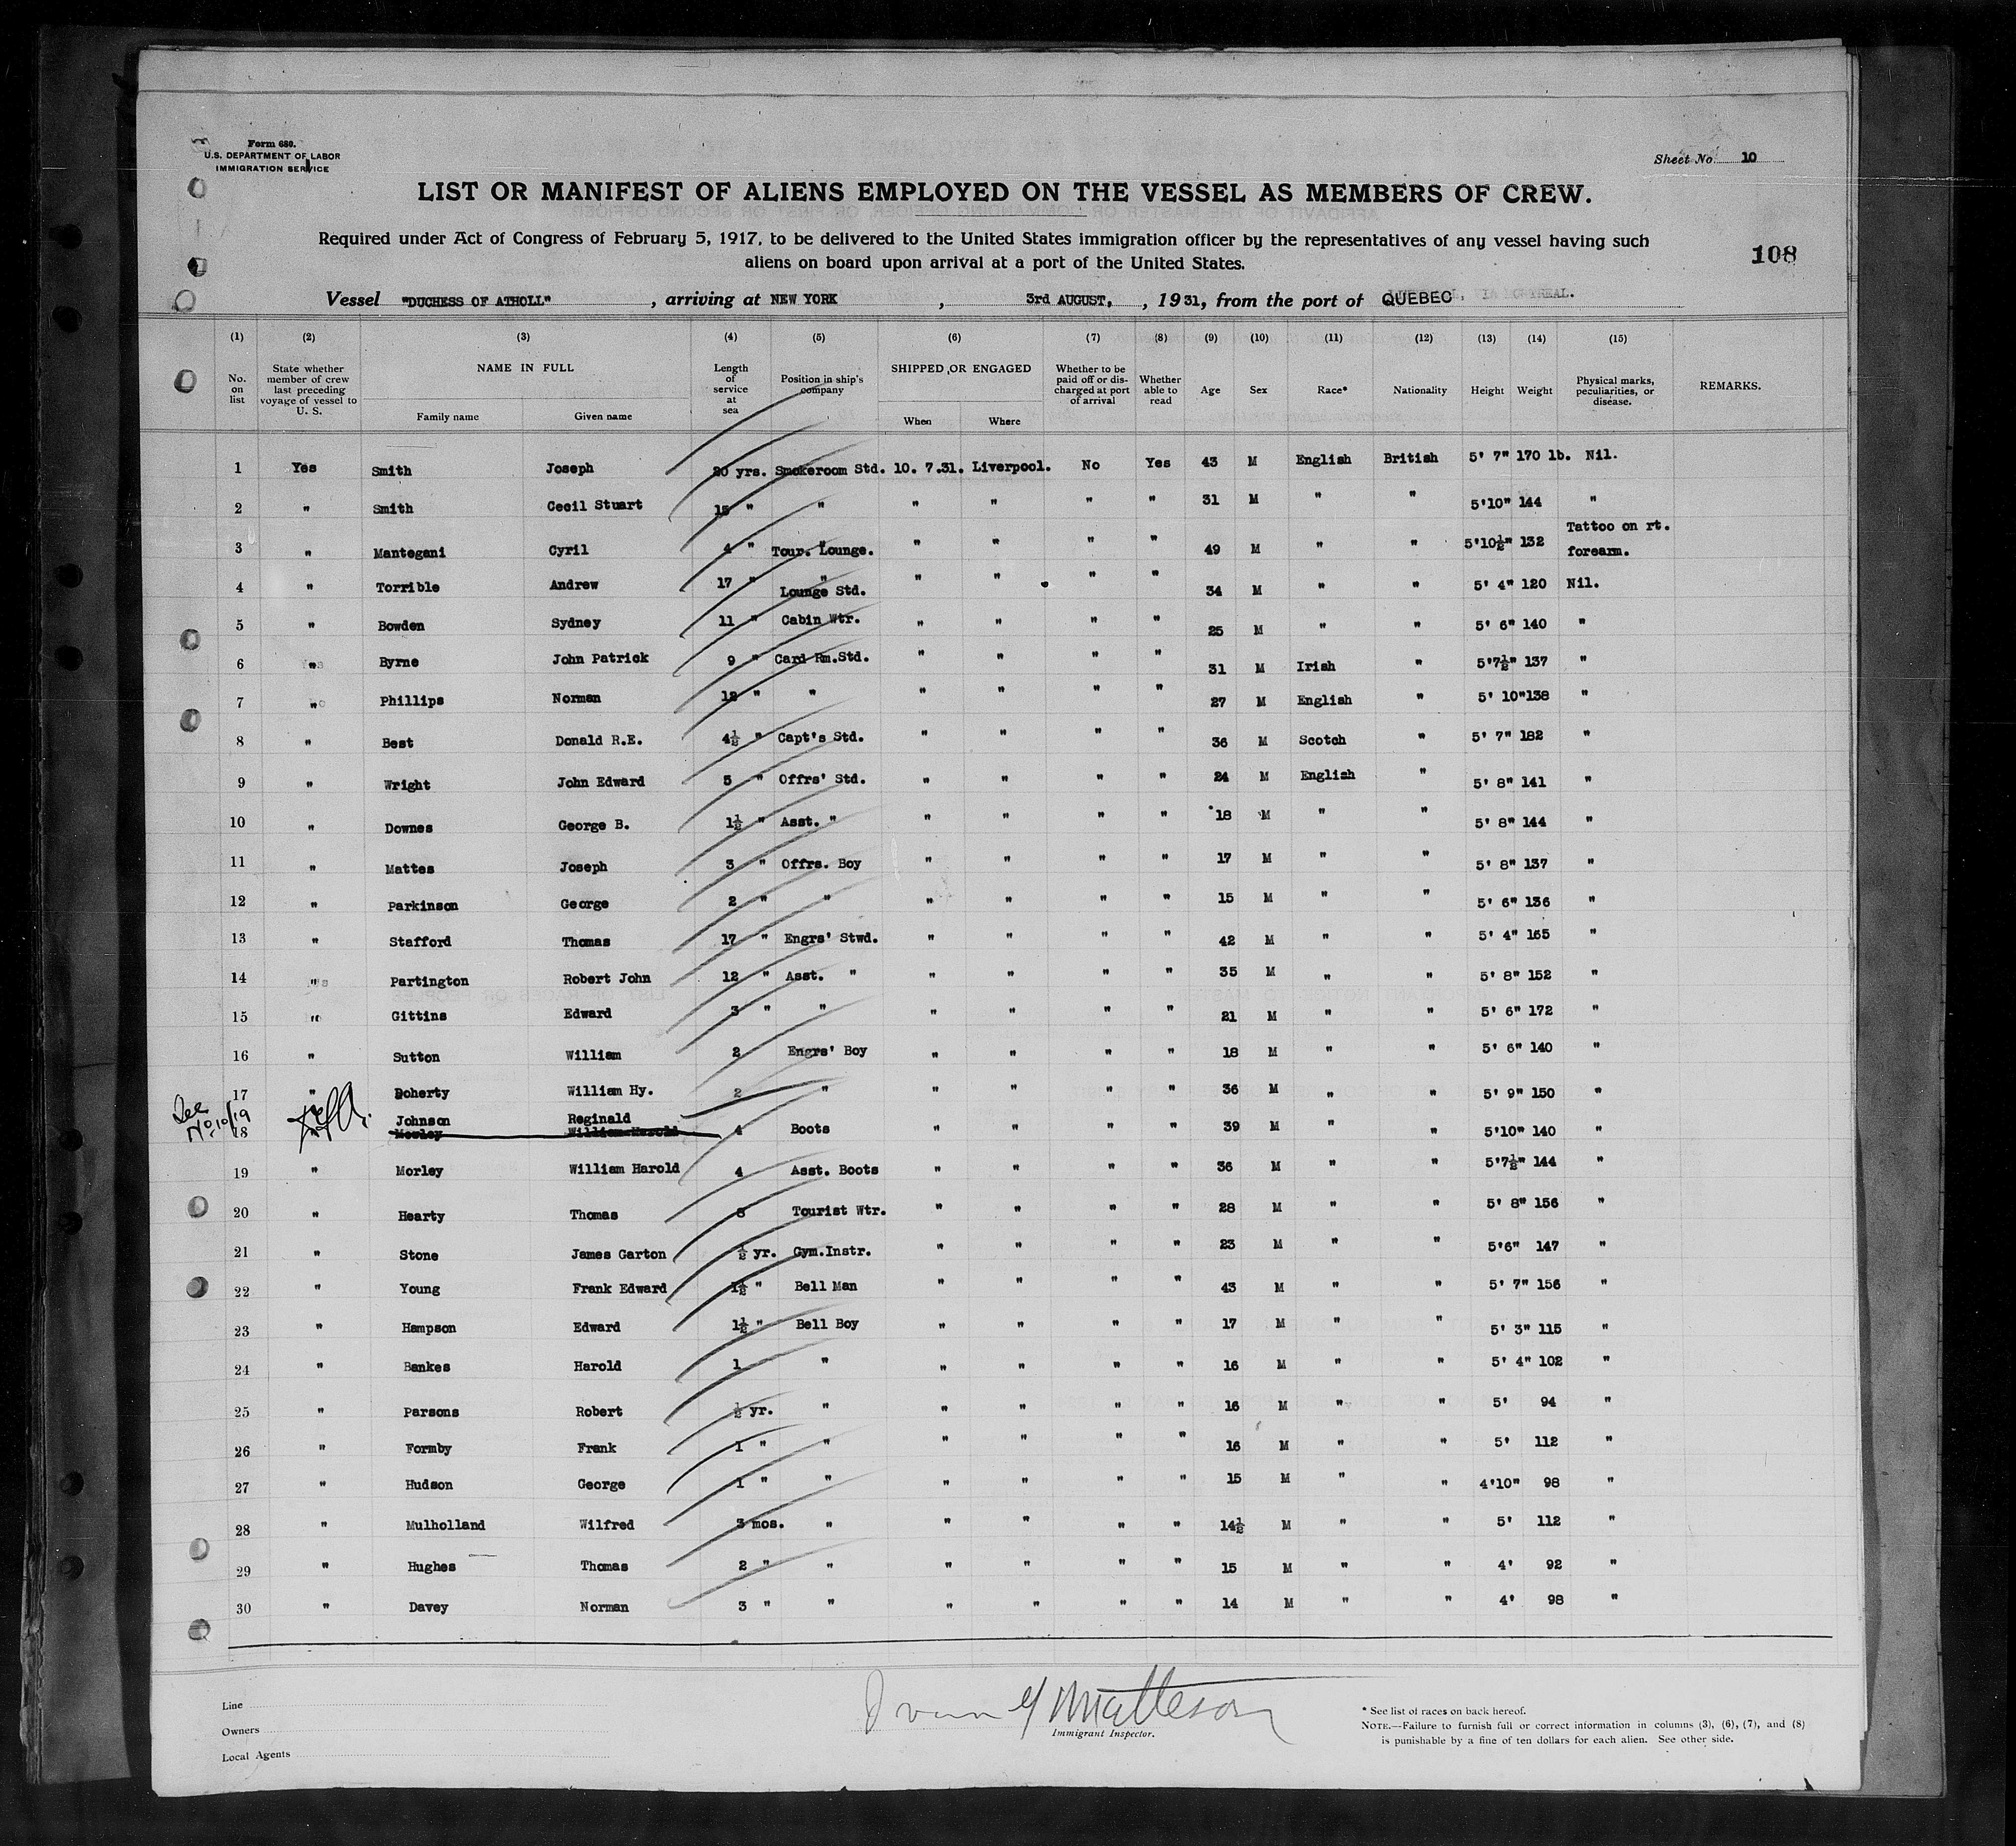 Form 680.
U.S. DEPARTMENT OF LABOR
IMMIGRATION SERVICE
Sheet No. 10
LIST OR MANIFEST OF ALIENS EMPLOYED ON THE VESSEL AS MEMBERS OF CREW.
Required under Act of Congress of February 5, 1917, to be delivered to the United States immigration officer by the representatives of any vessel having such
aliens on board upon arrival at a port of the United States.
108
Vessel "DUCHESS OF ATHOLL", arriving at NEW YORK, 3rd AUGUST, 1931, from the port of QUEBEC.
(1) (2) (3) (4) (5) (6) (7) (8) (9) (10) (11) (12) (13) (14) (15)
No. on list | State whether member of crew last preceding voyage of vessel to U. S. | NAME IN FULL Family name Given name | Length of service at sea | Position in ship's company | SHIPPED OR ENGAGED When Where | Whether to be paid off or discharged at port of arrival | Whether able to read | Age | Sex | Race* | Nationality | Height | Weight | Physical marks, peculiarities, or disease. | REMARKS.
1 Yes Smith Joseph 20 yrs. Smokeroom Std. 10. 7.31. Liverpool. No Yes 43 M English British 5' 7" 170 lb. Nil.
2 " Smith Cecil Stuart 15 " " " " " " 31 M " " 5'10" 144 "
3 " Mantegani Cyril 4 " Tour. Lounge. " " " " " 49 M " " 5'10½" 132 Tattoo on rt. forearm.
4 " Torrible Andrew 17 " " Lounge Std. " " " " 34 M " " 5' 4" 120 Nil.
5 " Bowden Sydney 11 " Cabin Wtr. " " " " 25 M " " 5' 6" 140 "
6 " Byrne John Patrick 9 " Card Rm.Std. " " " " 31 M Irish " 5'7½" 137 "
7 " Phillips Norman 12 " " " " " " 27 M English " 5' 10" 138 "
8 " Best Donald R.E. 4½ " Capt's Std. " " " " 36 M Scotch " 5' 7" 182 "
9 " Wright John Edward 5 " Offrs' Std. " " " " 24 M English " 5' 8" 141 "
10 " Downes George B. 1½ " Asst. " " " " " 18 M " " 5' 8" 144 "
11 " Mattes Joseph 3 " Offrs. Boy " " " " 17 M " " 5' 8" 137 "
12 " Parkinson George 2 " " " " " " 15 M " " 5' 6" 136 "
13 " Stafford Thomas 17 " Engrs' Stwd. " " " " 42 M " " 5' 4" 165 "
14 " Partington Robert John 12 " Asst. " " " " " 35 M " " 5' 8" 152 "
15 " Gittins Edward 3 " " " " " " 21 M " " 5' 6" 172 "
16 " Sutton William 2 Engrs' Boy " " " " 18 M " " 5' 6" 140 "
17 " Doherty William Hy. 2 " " " " " 36 M " " 5' 9" 150 "
See No. 10/19
18 Johnson Reginald Morley William Harold 4 Boots " " " " 39 M " " 5'10" 140 "
19 " Morley William Harold 4 Asst. Boots " " " " 36 M " " 5'7½" 144 "
20 " Hearty Thomas 8 Tourist Wtr. " " " " 28 M " " 5' 8" 156 "
21 " Stone James Garton ½ yr. Gym.Instr. " " " " 23 M " " 5'6" 147 "
22 " Young Frank Edward 1½ " Bell Man " " " " 43 M " " 5' 7" 156 "
23 " Hampson Edward 1½ " Bell Boy " " " " 17 M " " 5' 3" 115 "
24 " Bankes Harold 1 " " " " " 16 M " " 5' 4" 102 "
25 " Parsons Robert ½ yr. " " " " " 16 M " " 5' 94 "
26 " Formby Frank 1 " " " " " " 16 M " " 5' 112 "
27 " Hudson George 1 " " " " " " 15 M " " 4'10" 98 "
28 " Mulholland Wilfred 3 mos. " " " " " 14½ M " " 5' 112 "
29 " Hughes Thomas 2 " " " " " " 15 M " " 4' 92 "
30 " Davey Norman 3 " " " " " " 14 M " " 4' 98 "
Line
Owners
Local Agents
Matteson
Immigrant Inspector.
* See list of races on back hereof.
NOTE.—Failure to furnish full or correct information in columns (3), (6), (7), and (8)
is punishable by a fine of ten dollars for each alien. See other side.